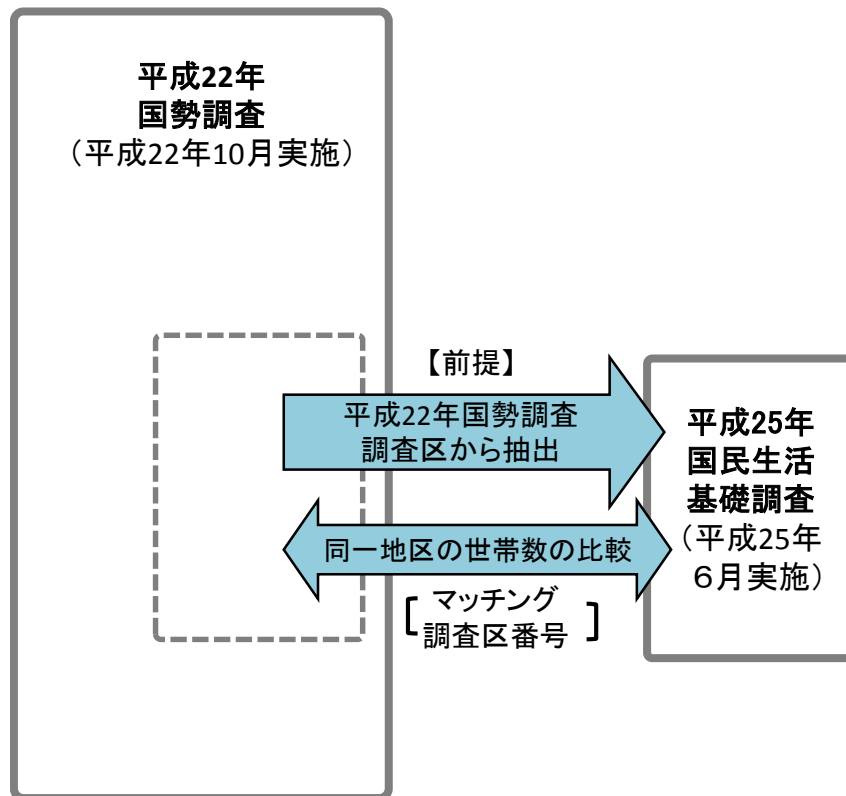 平成22年
国勢調査
（平成22年10月実施）
【前提】
平成22年国勢調査
調査区から抽出
同一地区の世帯数の比較
マッチング
調査区番号
平成25年
国民生活
基礎調査
（平成25年
６月実施）